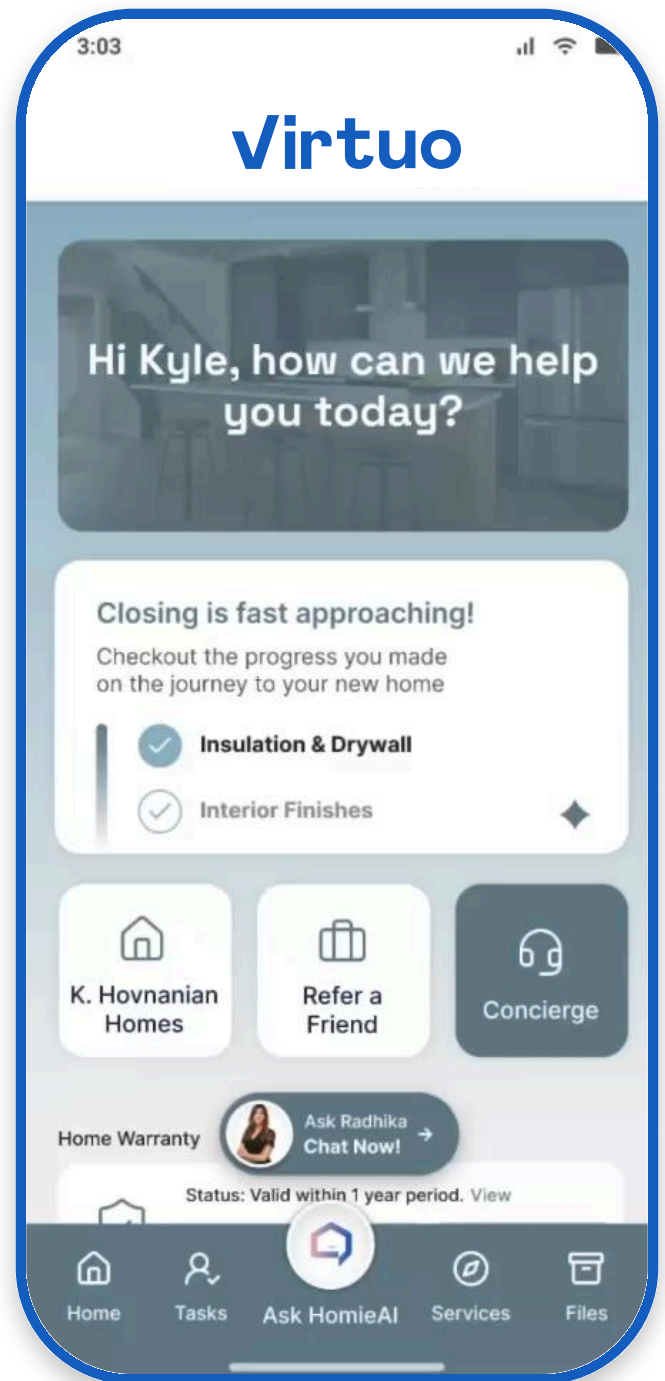 3:03
Virtuo
Hi Kyle, how can we help
you today?
Closing is fast approaching!
Checkout the progress you made
on the journey to your new home
Insulation & Drywall
Interior Finishes
K. Hovnanian
Homes
Refer a
Friend
Concierge
Home Warranty
Ask Radhika
Chat Now!
Status: Valid within 1 year period. View
Home
Tasks
Ask HomieAI
Services
Files